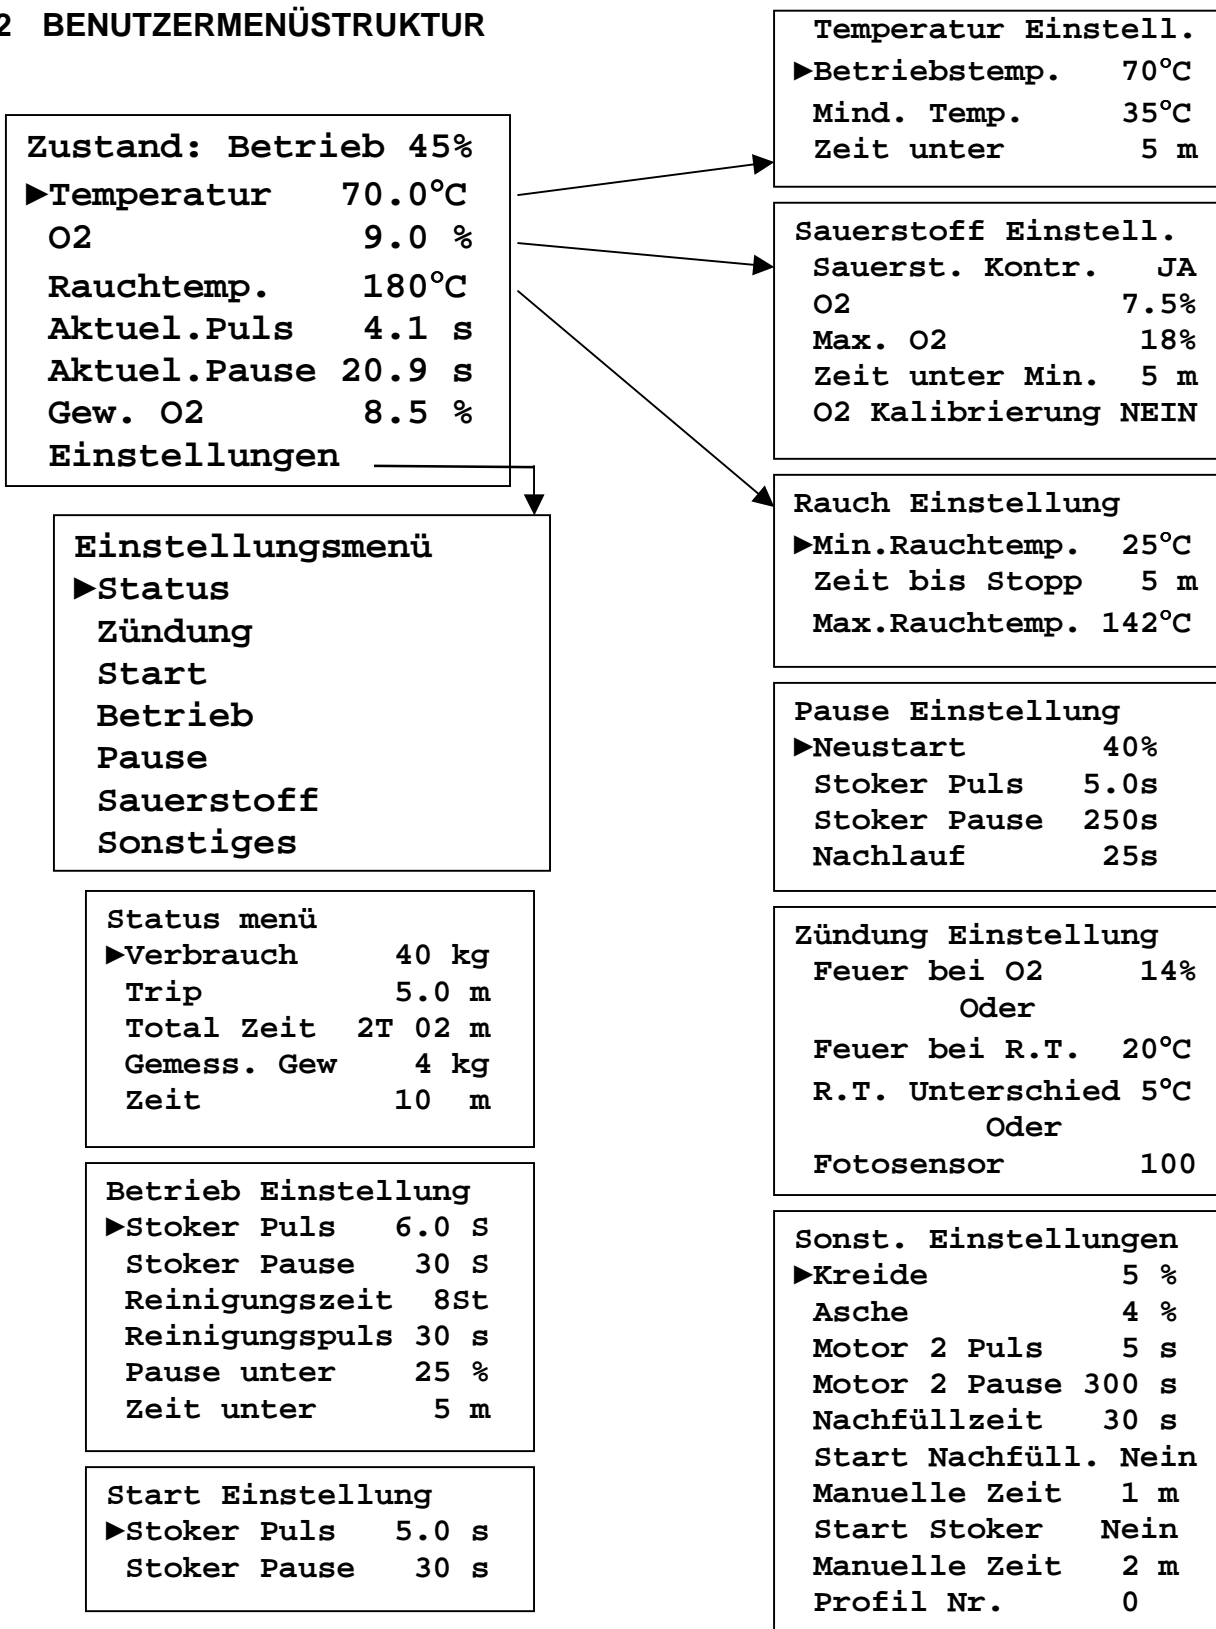 2 BENUTZERMENÜSTRUKTUR
Zustand: Betrieb 45%
►Temperatur 70.0°C
O2 9.0 %
Rauchtemp. 180°C
Aktuel.Puls 4.1 s
Aktuel.Pause 20.9 s
Gew. O2 8.5 %
Einstellungen
Einstellungsmenü
►Status
Zündung
Start
Betrieb
Pause
Sauerstoff
Sonstiges
Status menü
►Verbrauch 40 kg
Trip 5.0 m
Total Zeit 2T 02 m
Gemess. Gew 4 kg
Zeit 10 m
Betrieb Einstellung
►Stoker Puls 6.0 S
Stoker Pause 30 S
Reinigungszeit 8St
Reinigungspuls 30 s
Pause unter 25 %
Zeit unter 5 m
Start Einstellung
►Stoker Puls 5.0 s
Stoker Pause 30 s
Temperatur Einstell.
►Betriebstemp. 70°C
Mind. Temp. 35°C
Zeit unter 5 m
Sauerstoff Einstell.
Sauerst. Kontr. JA
O2 7.5%
Max. O2 18%
Zeit unter Min. 5 m
O2 Kalibrierung NEIN
Rauch Einstellung
►Min.Rauchtemp. 25°C
Zeit bis Stopp 5 m
Max.Rauchtemp. 142°C
Pause Einstellung
►Neustart 40%
Stoker Puls 5.0s
Stoker Pause 250s
Nachlauf 25s
Zündung Einstellung
Feuer bei O2 14%
Oder
Feuer bei R.T. 20°C
R.T. Unterschied 5°C
Oder
Fotosensor 100
Sonst. Einstellungen
►Kreide 5 %
Asche 4 %
Motor 2 Puls 5 s
Motor 2 Pause 300 s
Nachfüllzeit 30 s
Start Nachfüll. Nein
Manuelle Zeit 1 m
Start Stoker Nein
Manuelle Zeit 2 m
Profil Nr. 0